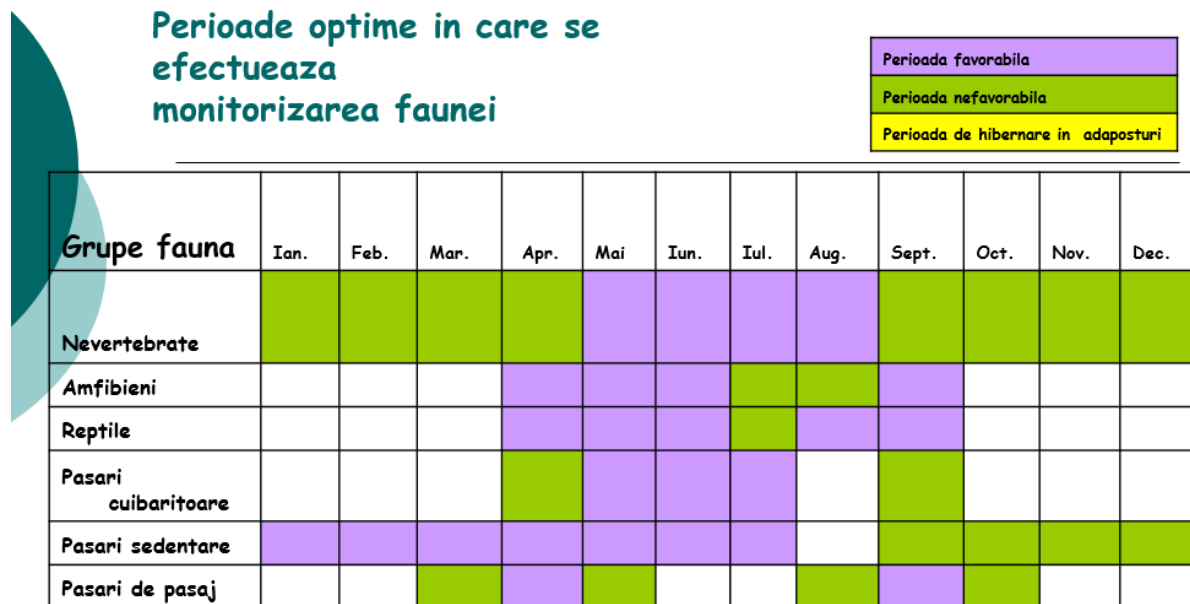 Perioade optime in care se
efectueaza
monitorizarea faunei
Perioada favorabila
Perioada nefavorabila
Perioada de hibernare in adaposturi
Grupe fauna Ian. Feb. Mar. Apr. Mai Iun. Iul. Aug. Sept. Oct. Nov. Dec.
Nevertebrate
Amfibieni
Reptile
Pasari
cuibaritoare
Pasari sedentare
Pasari de pasaj